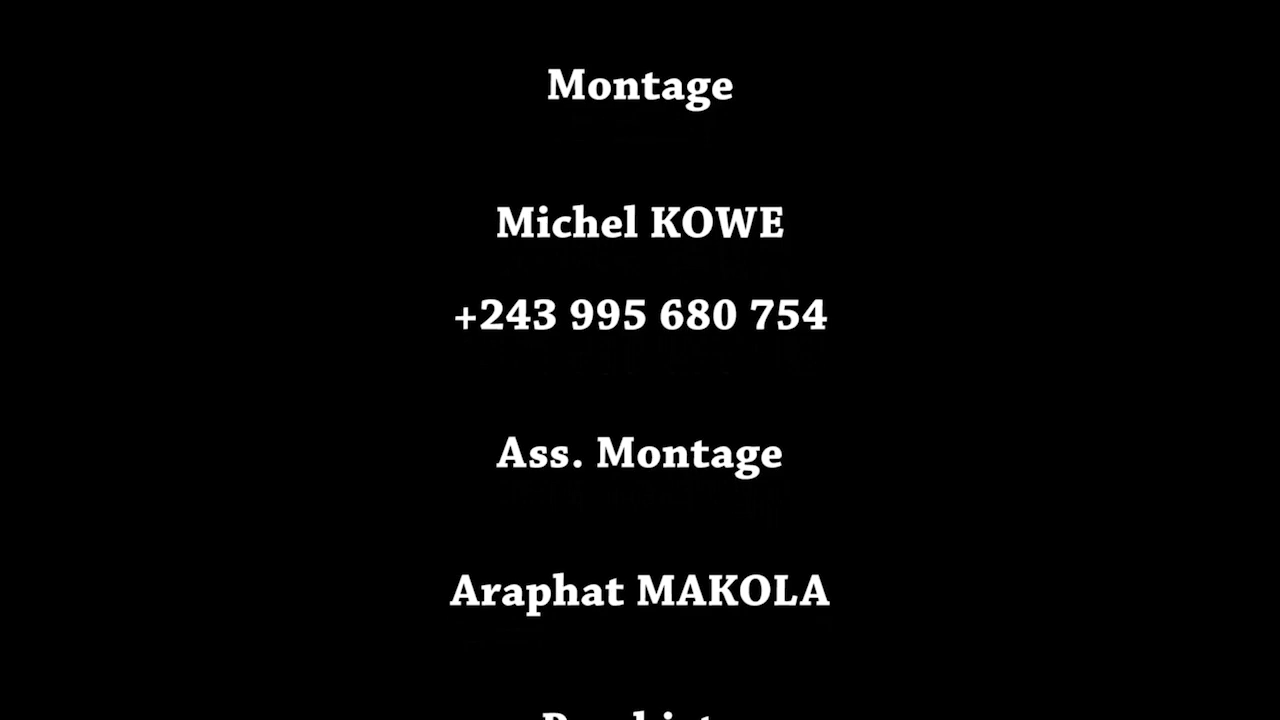 Montage
Michel KOWE
+243 995 680 754
Ass. Montage
Araphat MAKOLA